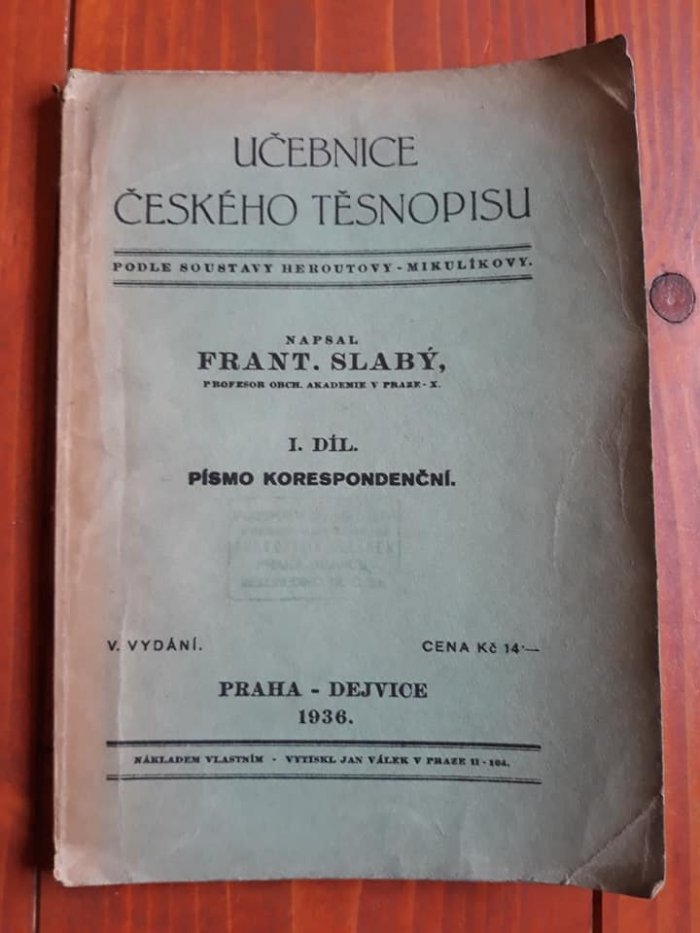 UČEBNICE
ČESKÉHO TĚSNOPISU
PODLE SOUSTAVY HEROUTOVY - MIKULÍKOVY.
NAPSAL
FRANT. SLABÝ,
PROFESOR OBCH. AKADEMIE V PRAZE - X.
I. DÍL.
PÍSMO KORESPONDENČNÍ.
V. VYDÁNÍ.
CENA Kč 14·—
PRAHA - DEJVICE
1936.
NÁKLADEM VLASTNÍM - VYTISKL JAN VÁLEK V PRAZE II - 104.